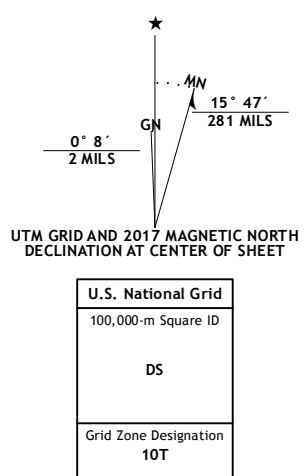 MN
GN
15° 47´
281 MILS
0° 8´
2 MILS
UTM GRID AND 2017 MAGNETIC NORTH
DECLINATION AT CENTER OF SHEET
U.S. National Grid
100,000-m Square ID
DS
Grid Zone Designation
10T